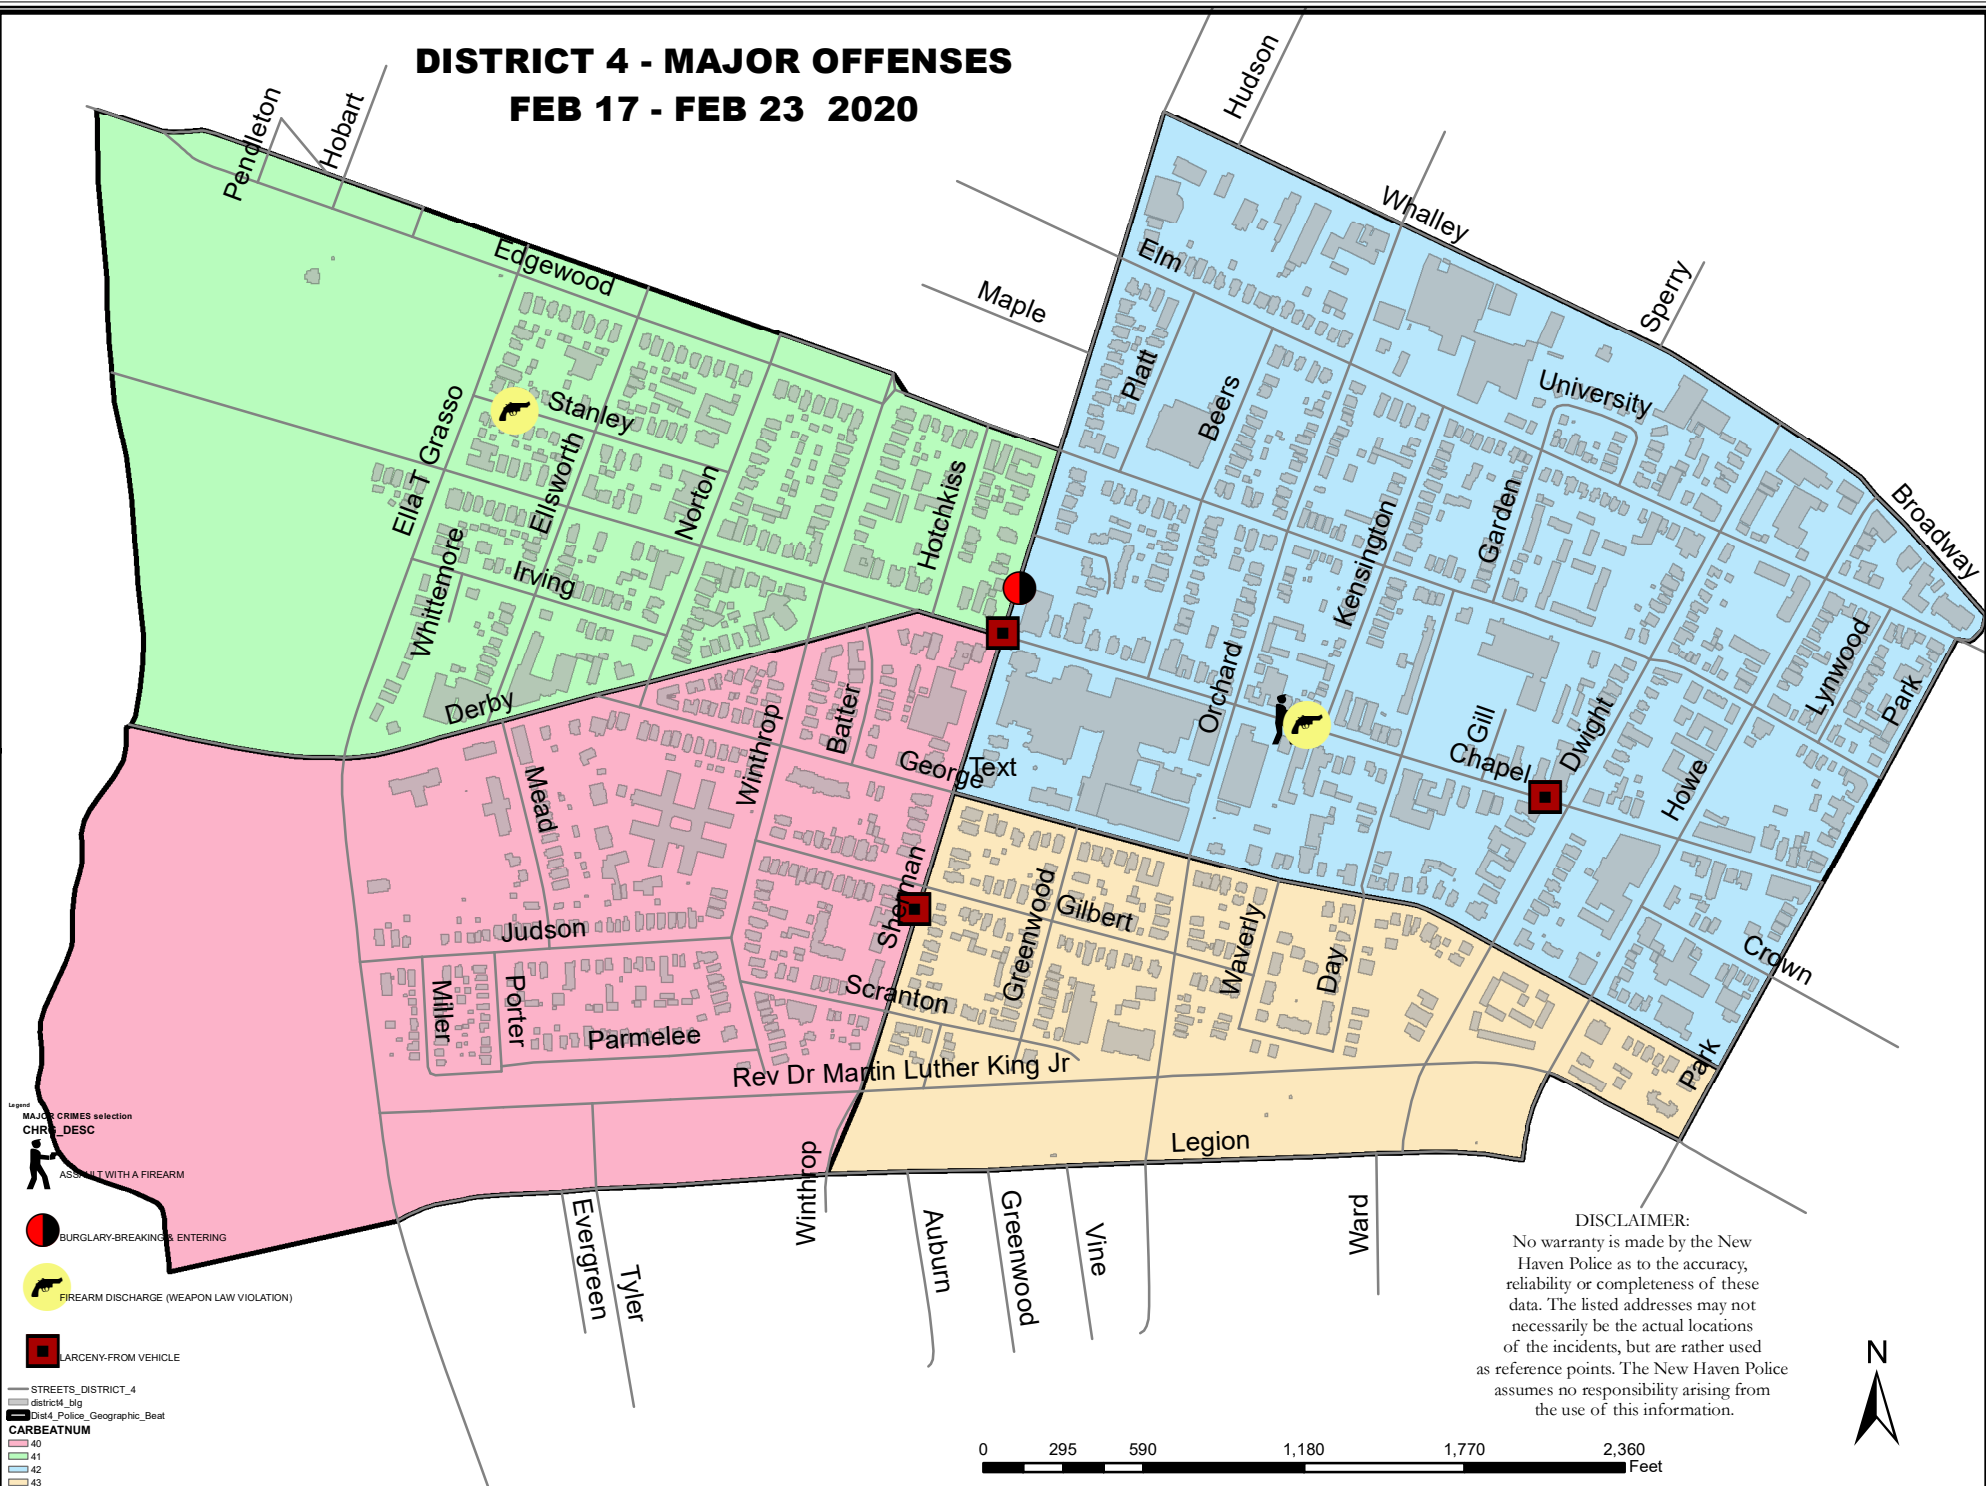 DISTRICT 4 - MAJOR OFFENSES
FEB 17 - FEB 23 2020
Pendleton
Hobart
Hudson
Whalley
Edgewood
Elm
Maple
Sperry
Platt
Beers
University
Stanley
Ella T Grasso
Ellsworth
Norton
Hotchkiss
Kensington
Garden
Broadway
Whittemore
Irving
Derby
Winthrop
Batter
Orchard
Gill
Chapel
Dwight
Howe
Lynwood
Park
George
Text
Mead
Sherman
Greenwood
Gilbert
Waverly
Day
Crown
Judson
Miller
Porter
Scranton
Parmelee
Rev Dr Martin Luther King Jr
Park
Legion
Winthrop
Evergreen
Tyler
Auburn
Greenwood
Vine
Ward
Legend
MAJOR CRIMES selection
CHRG_DESC
ASSAULT WITH A FIREARM
BURGLARY-BREAKING & ENTERING
FIREARM DISCHARGE (WEAPON LAW VIOLATION)
LARCENY-FROM VEHICLE
STREETS_DISTRICT_4
district4_blg
Dist4_Police_Geographic_Beat
CARBEATNUM
40
41
42
43
DISCLAIMER:
No warranty is made by the New
Haven Police as to the accuracy,
reliability or completeness of these
data. The listed addresses may not
necessarily be the actual locations
of the incidents, but are rather used
as reference points. The New Haven Police
assumes no responsibility arising from
the use of this information.
N
0 295 590 1,180 1,770 2,360
Feet